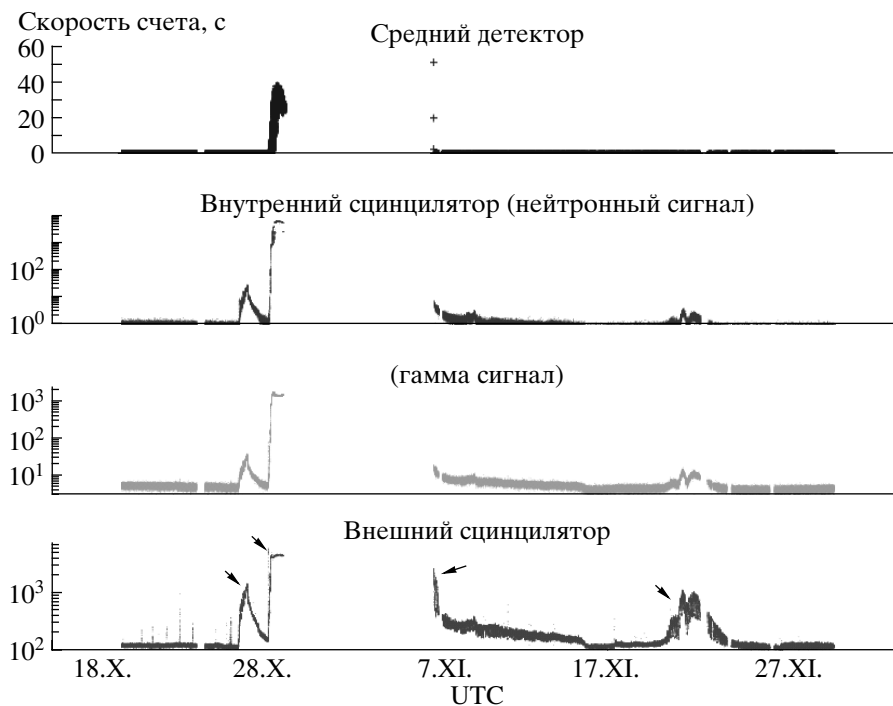 Скорость счета, с
Средний детектор
60
40
20
0
Внутренний сцинцилятор (нейтронный сигнал)
10²
10⁰
(гамма сигнал)
10³
10²
10¹
Внешний сцинцилятор
10³
10²
18.X. 28.X. 7.XI. 17.XI. 27.XI.
UTC